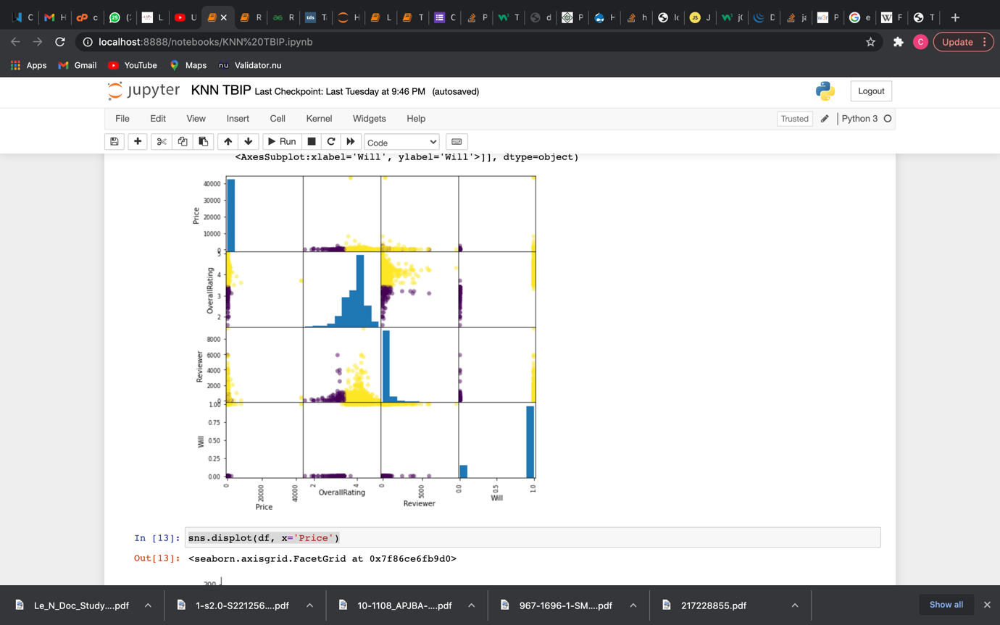 C
H
c
(2
L
U
R
R
T
H
L
T
C
P
T
d
P
H
h
lo
J
jC
D
ja
P
e
F
T
localhost:8888/notebooks/KNN%20TBIP.ipynb
C
Update
Apps
Gmail
YouTube
Maps
nu
Validator.nu
jupyter
KNN TBIP Last Checkpoint: Last Tuesday at 9:46 PM (autosaved)
Logout
File Edit View Insert Cell Kernel Widgets Help
Trusted
Python 3
Run
Code
<AxesSubplot:xlabel='Will', ylabel='Will'>]], dtype=object)
40000
30000
20000
10000
0
Price
5
4
3
2
OverallRating
8000
6000
4000
2000
0
Reviewer
1.00
0.75
0.50
0.25
0.00
Will
0
20000
40000
Price
2
4
OverallRating
0
5000
Reviewer
0.0
0.5
1.0
Will
In [13]: sns.displot(df, x='Price')
Out[13]: <seaborn.axisgrid.FacetGrid at 0x7f86ce6fb9d0>
200
Le_N_Doc_Study....pdf
1-s2.0-S221256....pdf
10-1108_APJBA-....pdf
967-1696-1-SM....pdf
217228855.pdf
Show all